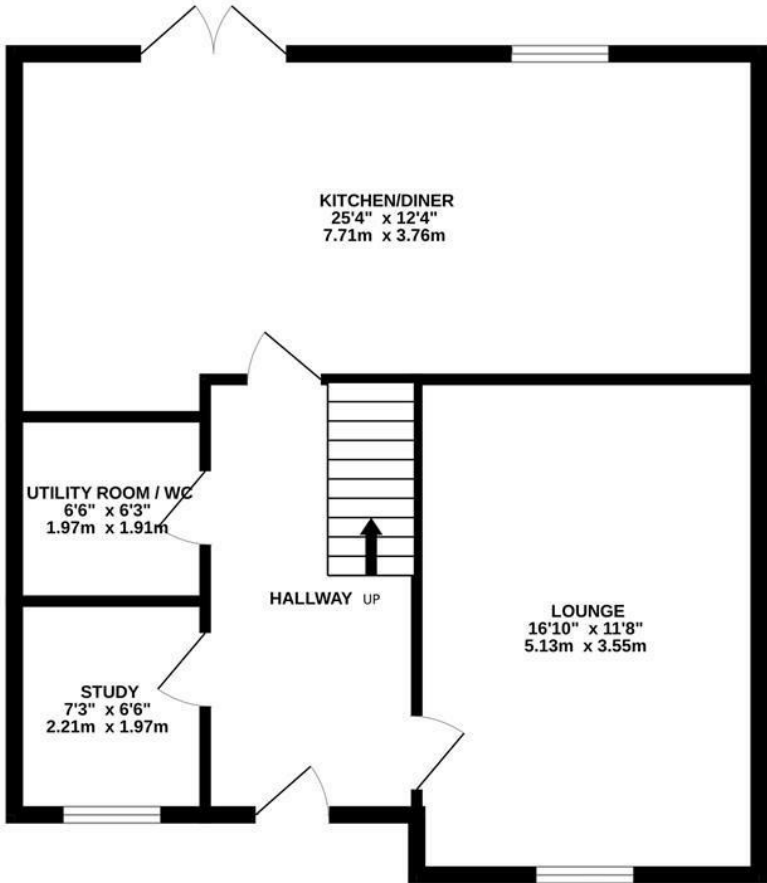 KITCHEN/DINER
25'4" x 12'4"
7.71m x 3.76m
UTILITY ROOM / WC
6'6" x 6'3"
1.97m x 1.91m
HALLWAY UP
LOUNGE
16'10" x 11'8"
5.13m x 3.55m
STUDY
7'3" x 6'6"
2.21m x 1.97m